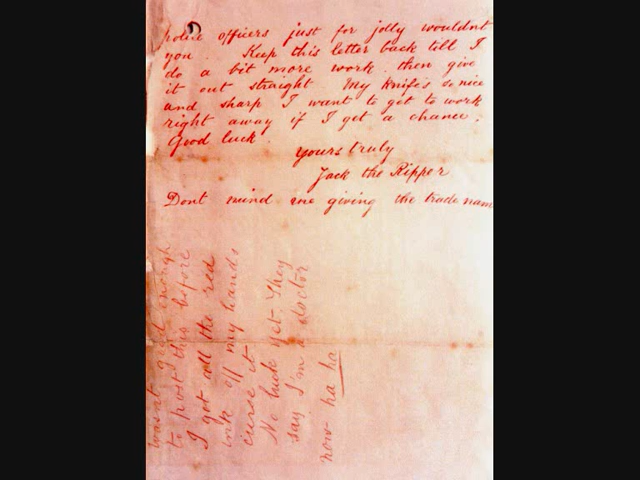 police officers just for jolly wouldnt
you. Keep this letter back till I
do a bit more work. then give
it out straight My knife's so nice
and sharp I want to get to work
right away if I get a chance.
Good luck.
yours truly
Jack the Ripper
Dont mind me giving the trade name
wasnt good enough
to post this before
I got all the red
ink off my hands
curse it
No luck yet. They
say I'm a doctor
now ha ha